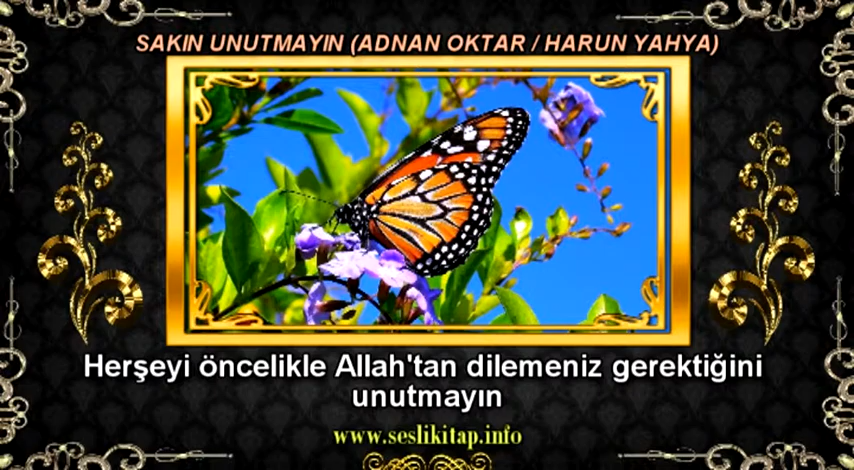 SAKIN UNUTMAYIN (ADNAN OKTAR / HARUN YAHYA)
Herşeyi öncelikle Allah'tan dilemeniz gerektiğini
unutmayın
www.seslikitap.info